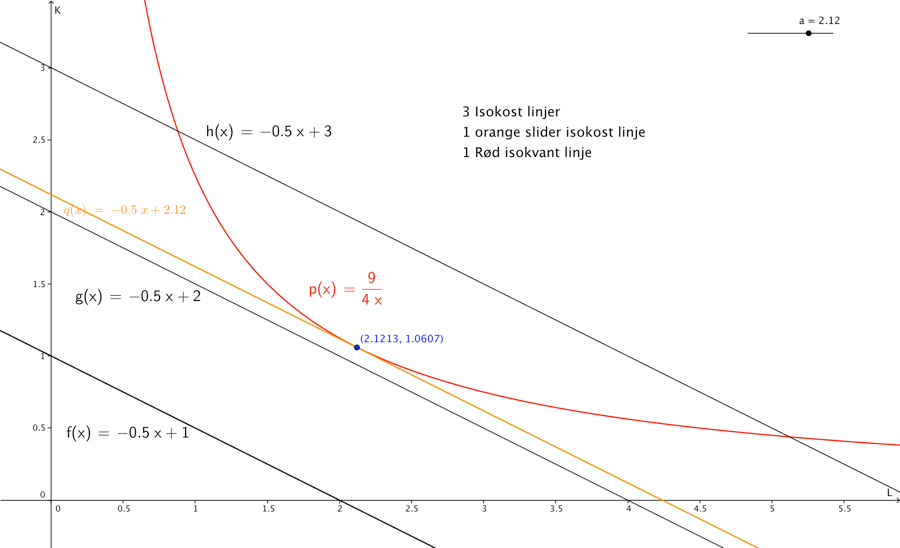 K
a = 2.12
3
3 Isokost linjer
h(x) = −0.5 x + 3
1 orange slider isokost linje
2.5
1 Rød isokvant linje
q(x) = −0.5 x + 2.12
2
1.5
g(x) = −0.5 x + 2
p(x) = 9/(4 x)
(2.1213, 1.0607)
1
f(x) = −0.5 x + 1
0.5
L
0
0 0.5 1 1.5 2 2.5 3 3.5 4 4.5 5 5.5